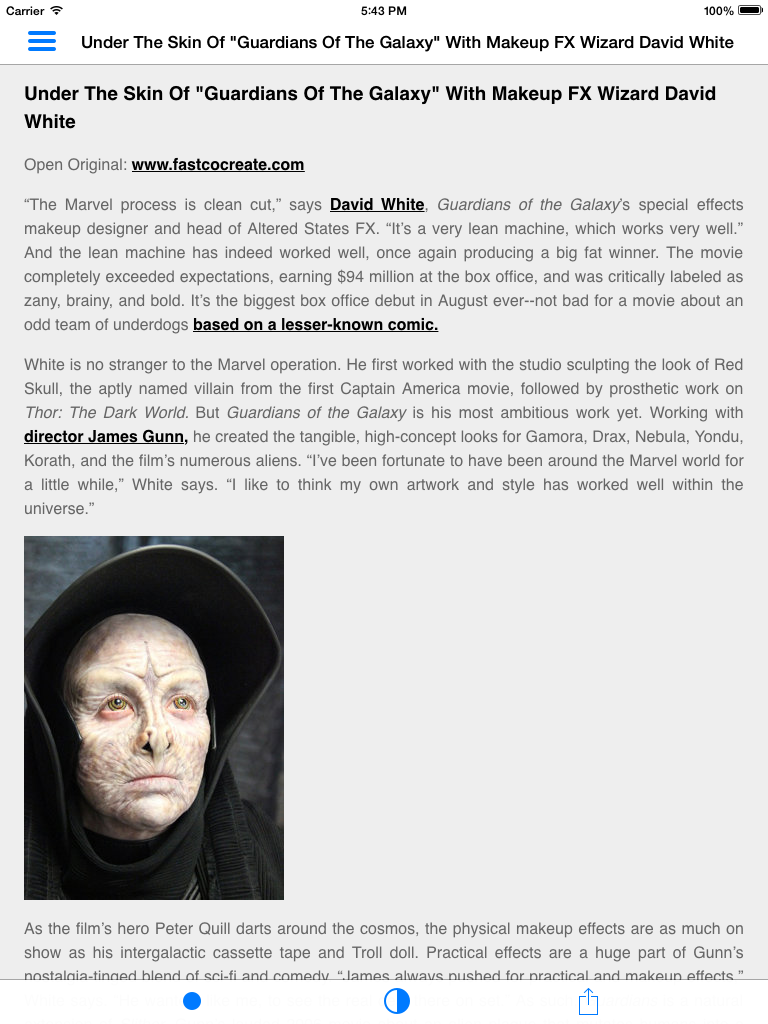 Carrier 5:43 PM 100%
Under The Skin Of "Guardians Of The Galaxy" With Makeup FX Wizard David White
Under The Skin Of "Guardians Of The Galaxy" With Makeup FX Wizard David
White
Open Original: www.fastcocreate.com
“The Marvel process is clean cut,” says David White, Guardians of the Galaxy’s special effects
makeup designer and head of Altered States FX. “It’s a very lean machine, which works very well.”
And the lean machine has indeed worked well, once again producing a big fat winner. The movie
completely exceeded expectations, earning $94 million at the box office, and was critically labeled as
zany, brainy, and bold. It’s the biggest box office debut in August ever--not bad for a movie about an
odd team of underdogs based on a lesser-known comic.
White is no stranger to the Marvel operation. He first worked with the studio sculpting the look of Red
Skull, the aptly named villain from the first Captain America movie, followed by prosthetic work on
Thor: The Dark World. But Guardians of the Galaxy is his most ambitious work yet. Working with
director James Gunn, he created the tangible, high-concept looks for Gamora, Drax, Nebula, Yondu,
Korath, and the film’s numerous aliens. “I’ve been fortunate to have been around the Marvel world for
a little while,” White says. “I like to think my own artwork and style has worked well within the
universe.”
As the film’s hero Peter Quill darts around the cosmos, the physical makeup effects are as much on
show as his intergalactic cassette tape and Troll doll. Practical effects are a huge part of Gunn’s
nostalgia-tinged blend of sci-fi and comedy. “James always pushed for practical and makeup effects,”